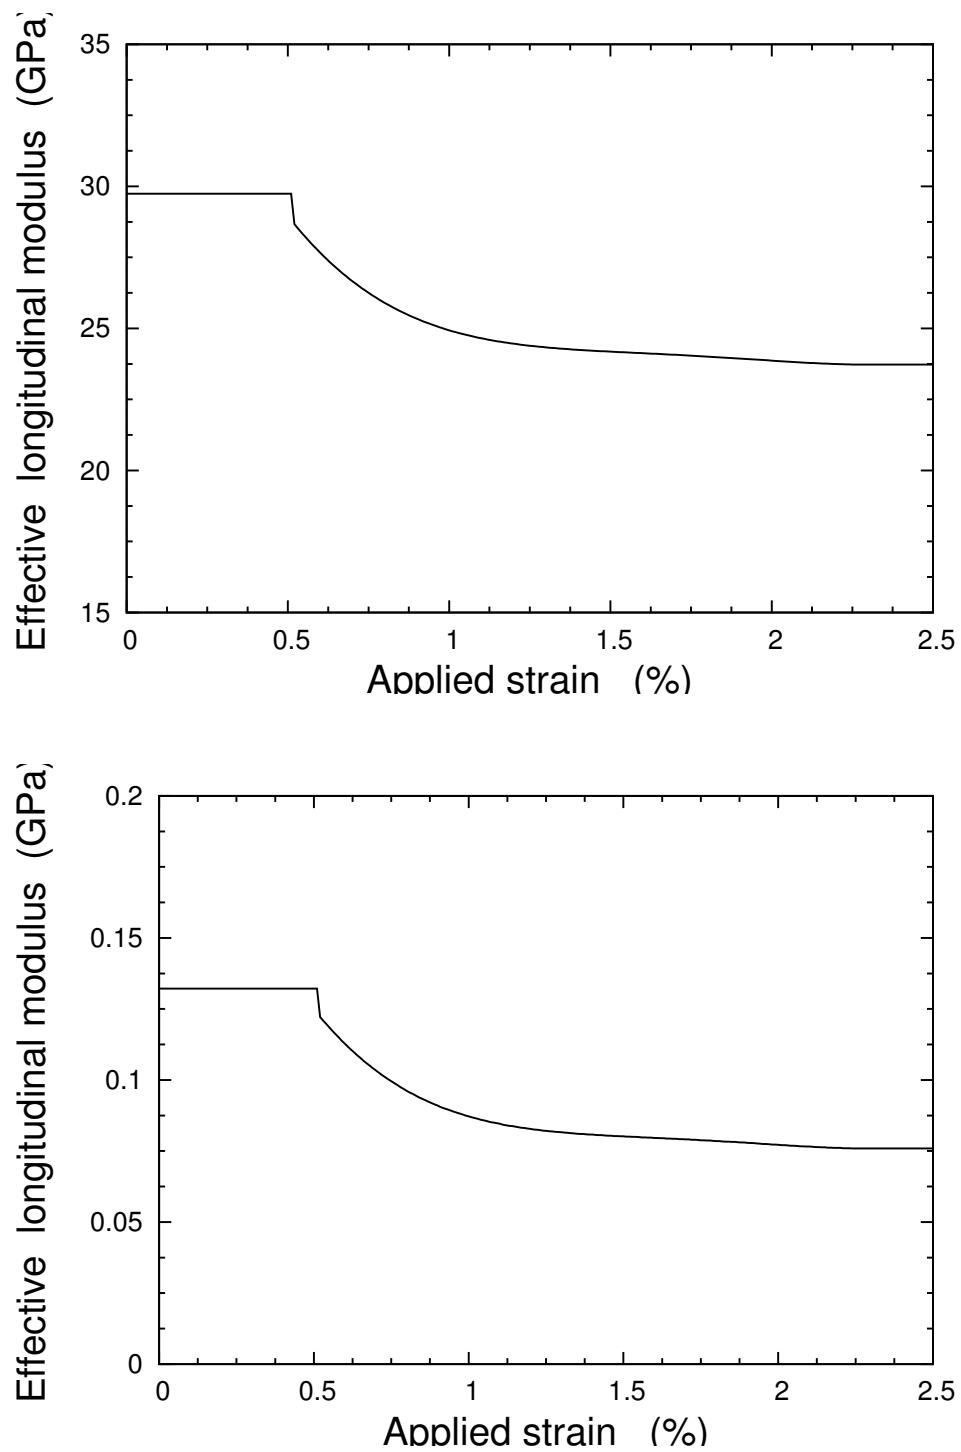 Effective longitudinal modulus (GPa)
35
30
25
20
15
0 0.5 1 1.5 2 2.5
Applied strain (%)
Effective longitudinal modulus (GPa)
0.2
0.15
0.1
0.05
0
0 0.5 1 1.5 2 2.5
Applied strain (%)